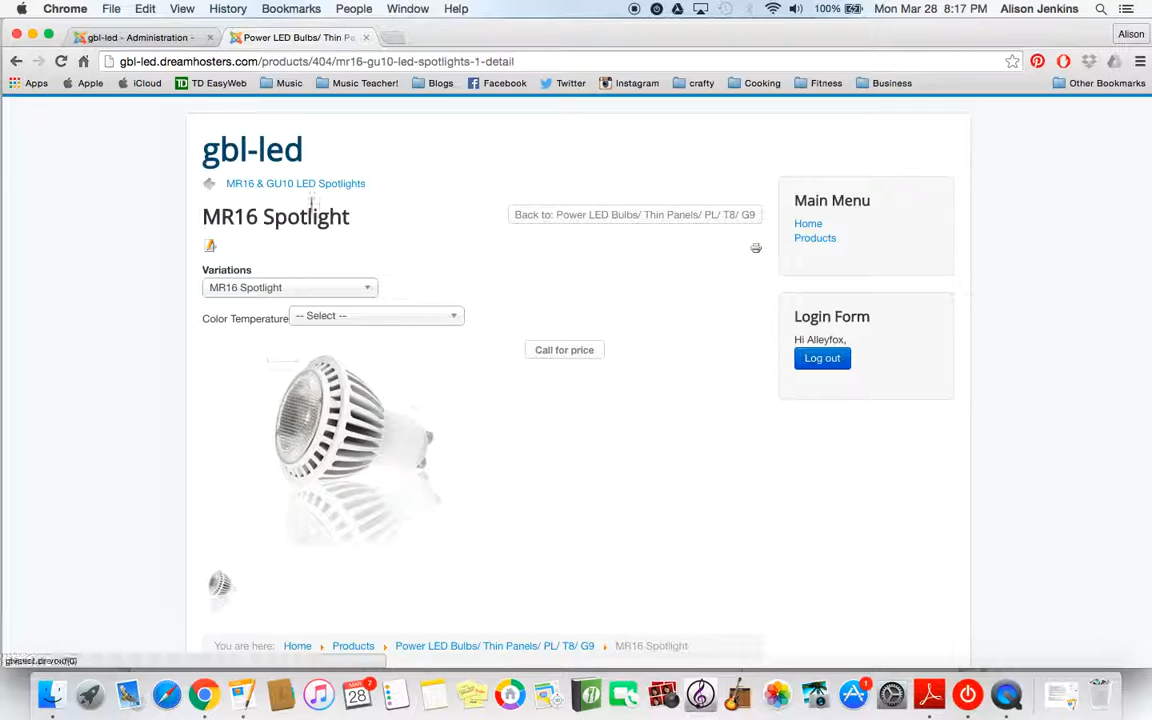 Chrome File Edit View History Bookmarks People Window Help 100% Mon Mar 28 8:17 PM Alison Jenkins
gbl-led - Administration - Power LED Bulbs/ Thin Pa Alison
gbl-led.dreamhosters.com/products/404/mr16-gu10-led-spotlights-1-detail
Apps Apple iCloud TD EasyWeb Music Music Teacher! Blogs Facebook Twitter Instagram crafty Cooking Fitness Business Other Bookmarks
gbl-led
MR16 & GU10 LED Spotlights
MR16 Spotlight
Back to: Power LED Bulbs/ Thin Panels/ PL/ T8/ G9
Variations
MR16 Spotlight
Color Temperature -- Select --
Call for price
You are here: Home Products Power LED Bulbs/ Thin Panels/ PL/ T8/ G9 MR16 Spotlight
Main Menu
Home
Products
Login Form
Hi Alleyfox,
Log out
MAR 7
28
1